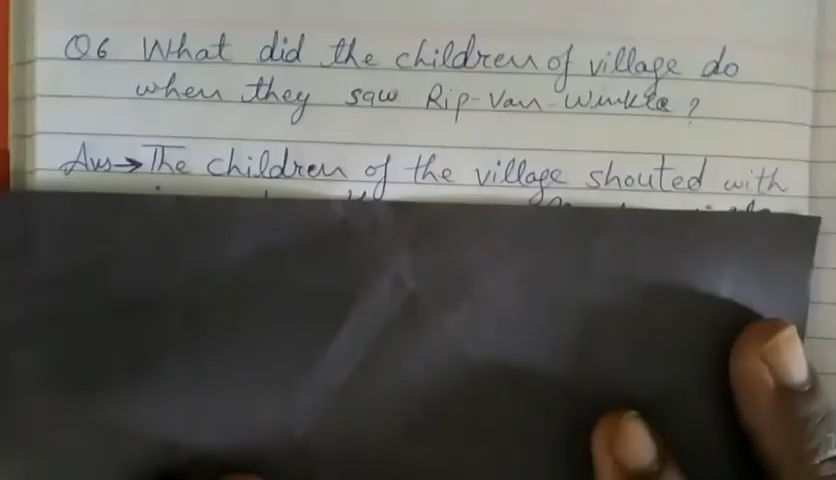 Q6 What did the children of village do
when they saw Rip-Van-Winkle?
Ans→The children of the village shouted with